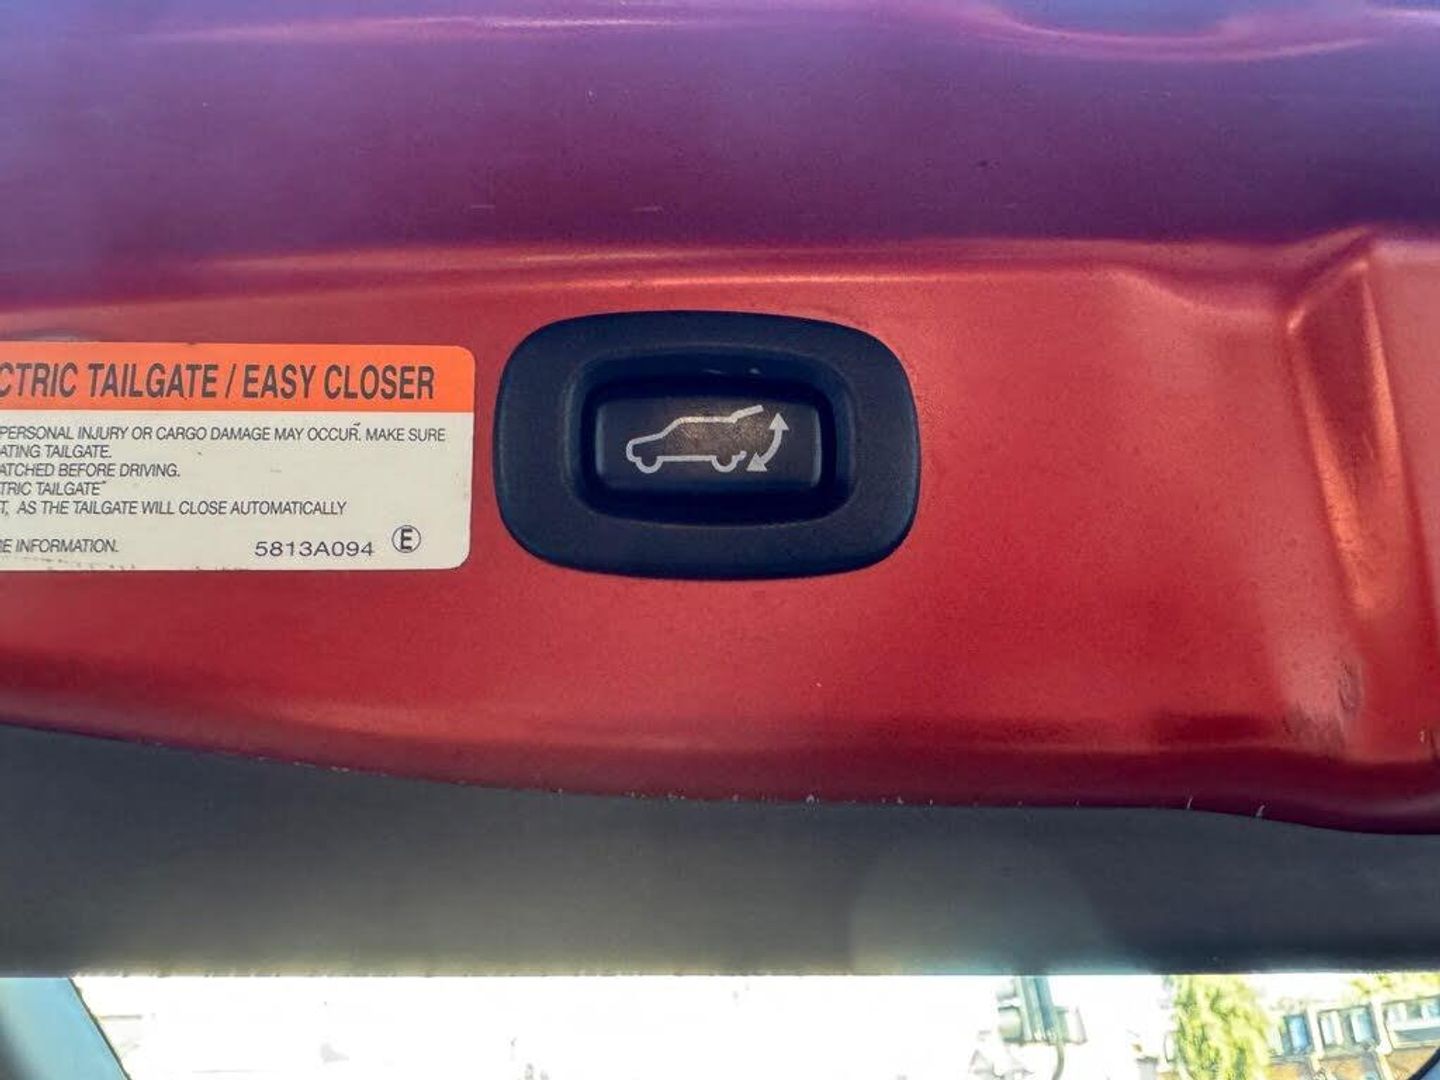 CTRIC TAILGATE / EASY CLOSER
PERSONAL INJURY OR CARGO DAMAGE MAY OCCUR. MAKE SURE
ATING TAILGATE.
ATCHED BEFORE DRIVING.
TRIC TAILGATE"
T, AS THE TAILGATE WILL CLOSE AUTOMATICALLY
E INFORMATION.
5813A094 E